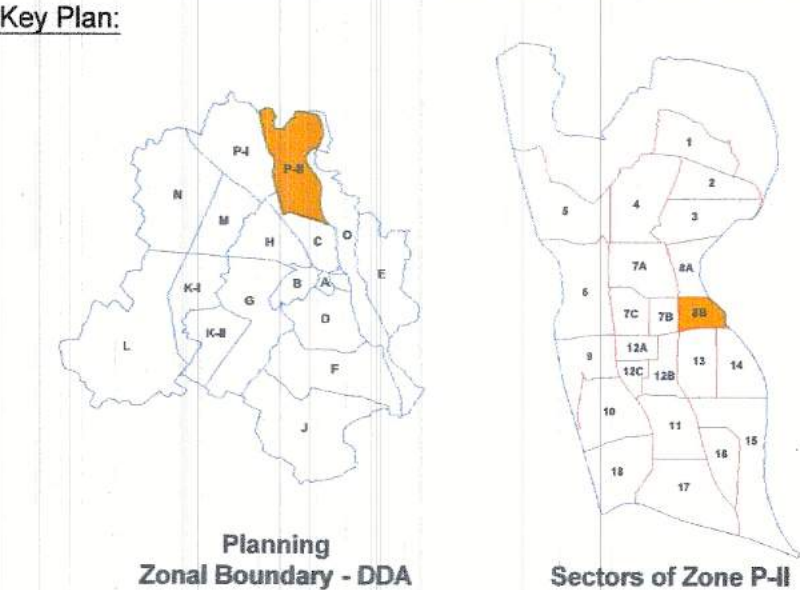 Key Plan:
P-I
P-II
N
M
H
C
O
E
K-I
G
B
A
K-II
D
L
F
J
Planning
Zonal Boundary - DDA
1
2
5
4
3
7A
8A
6
7C
7B
8B
9
12A
12C
12B
13
14
10
11
15
16
18
17
Sectors of Zone P-II